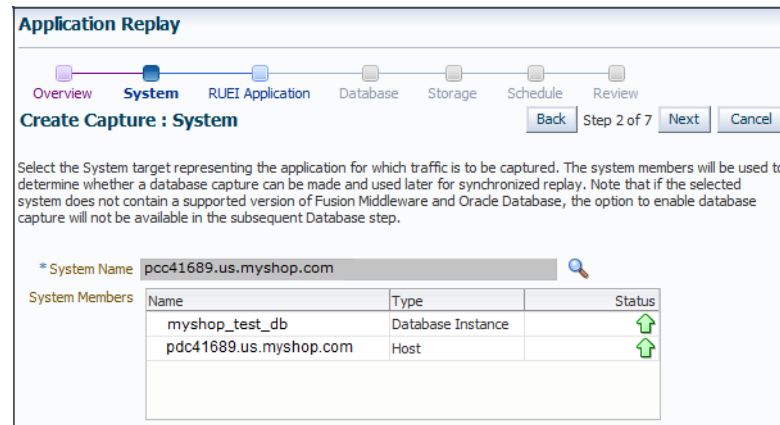 Application Replay
Overview System RUEI Application Database Storage Schedule Review
Create Capture : System Back Step 2 of 7 Next Cancel
Select the System target representing the application for which traffic is to be captured. The system members will be used to
determine whether a database capture can be made and used later for synchronized replay. Note that if the selected
system does not contain a supported version of Fusion Middleware and Oracle Database, the option to enable database
capture will not be available in the subsequent Database step.
* System Name pcc41689.us.myshop.com
System Members Name Type Status
myshop_test_db Database Instance
pdc41689.us.myshop.com Host